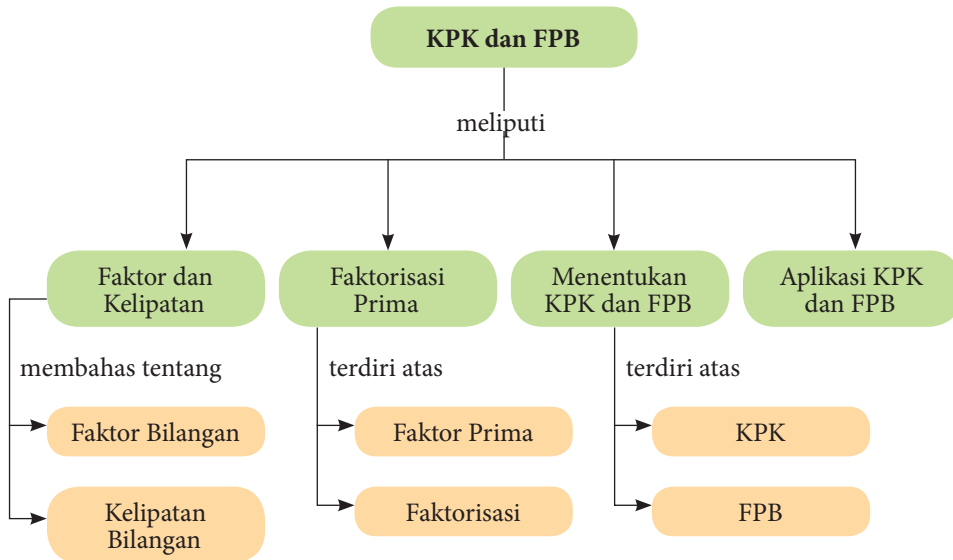 KPK dan FPB
meliputi
Faktor dan
Kelipatan
Faktorisasi
Prima
Menentukan
KPK dan FPB
Aplikasi KPK
dan FPB
membahas tentang
terdiri atas
terdiri atas
Faktor Bilangan
Faktor Prima
KPK
Kelipatan
Bilangan
Faktorisasi
FPB